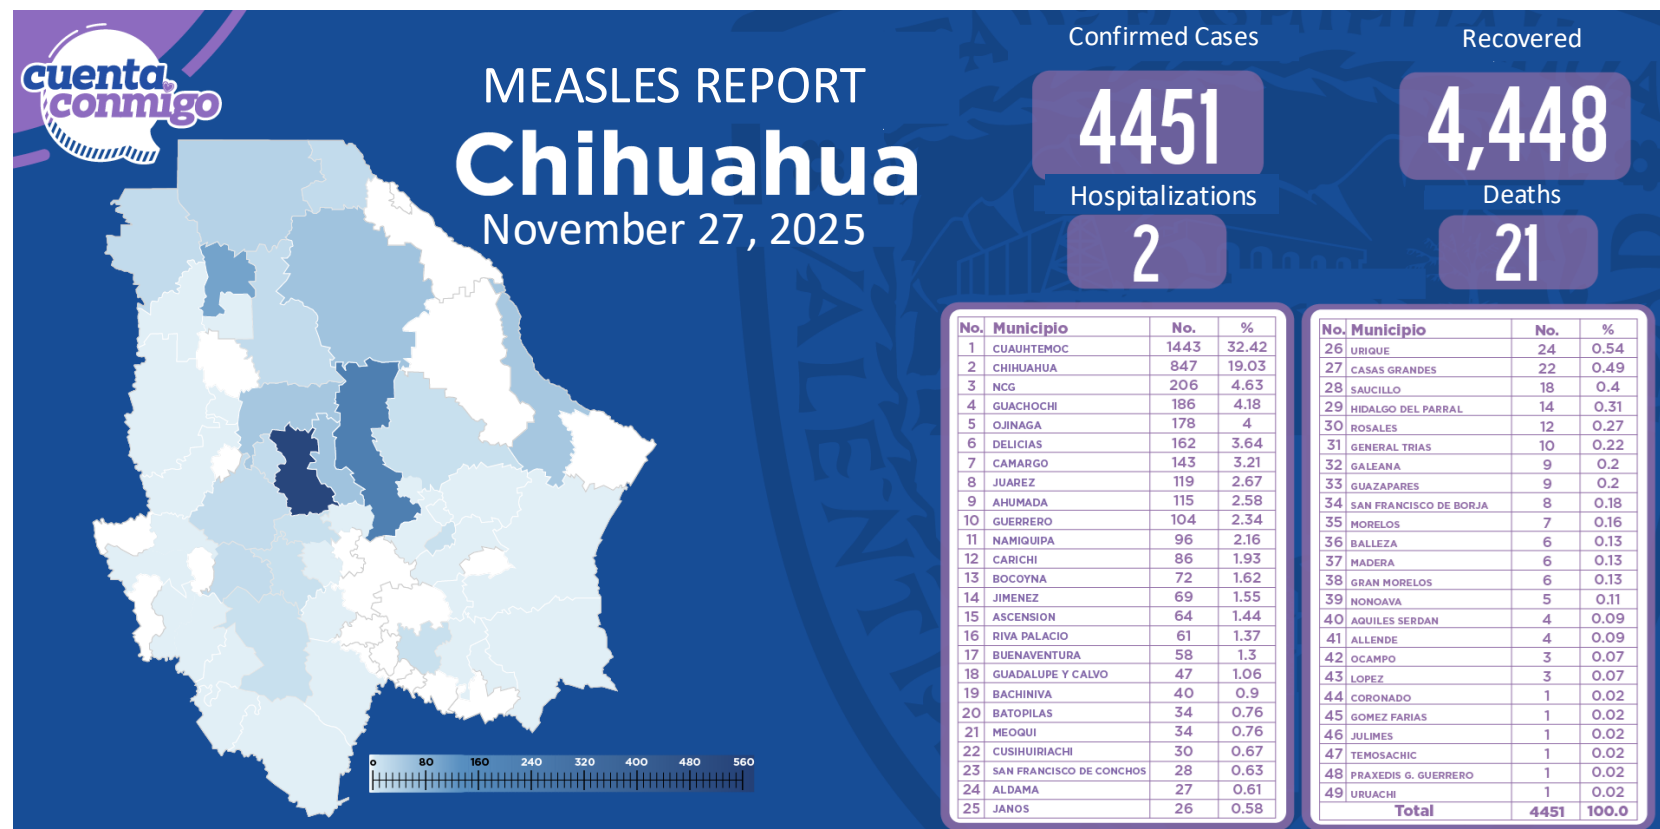 cuenta
conmigo
MEASLES REPORT
Chihuahua
November 27, 2025
Confirmed Cases
4451
Recovered
4,448
Hospitalizations
2
Deaths
21
No. Municipio No. %
1 CUAUHTEMOC 1443 32.42
2 CHIHUAHUA 847 19.03
3 NCG 206 4.63
4 GUACHOCHI 186 4.18
5 OJINAGA 178 4
6 DELICIAS 162 3.64
7 CAMARGO 143 3.21
8 JUAREZ 119 2.67
9 AHUMADA 115 2.58
10 GUERRERO 104 2.34
11 NAMIQUIPA 96 2.16
12 CARICHI 86 1.93
13 BOCOYNA 72 1.62
14 JIMENEZ 69 1.55
15 ASCENSION 64 1.44
16 RIVA PALACIO 61 1.37
17 BUENAVENTURA 58 1.3
18 GUADALUPE Y CALVO 47 1.06
19 BACHINIVA 40 0.9
20 BATOPILAS 34 0.76
21 MEOQUI 34 0.76
22 CUSIHUIRIACHI 30 0.67
23 SAN FRANCISCO DE CONCHOS 28 0.63
24 ALDAMA 27 0.61
25 JANOS 26 0.58
No. Municipio No. %
26 URIQUE 24 0.54
27 CASAS GRANDES 22 0.49
28 SAUCILLO 18 0.4
29 HIDALGO DEL PARRAL 14 0.31
30 ROSALES 12 0.27
31 GENERAL TRIAS 10 0.22
32 GALEANA 9 0.2
33 GUAZAPARES 9 0.2
34 SAN FRANCISCO DE BORJA 8 0.18
35 MORELOS 7 0.16
36 BALLEZA 6 0.13
37 MADERA 6 0.13
38 GRAN MORELOS 6 0.13
39 NONOAVA 5 0.11
40 AQUILES SERDAN 4 0.09
41 ALLENDE 4 0.09
42 OCAMPO 3 0.07
43 LOPEZ 3 0.07
44 CORONADO 1 0.02
45 GOMEZ FARIAS 1 0.02
46 JULIMES 1 0.02
47 TEMOSACHIC 1 0.02
48 PRAXEDIS G. GUERRERO 1 0.02
49 URUACHI 1 0.02
Total 4451 100.0
0 80 160 240 320 400 480 560